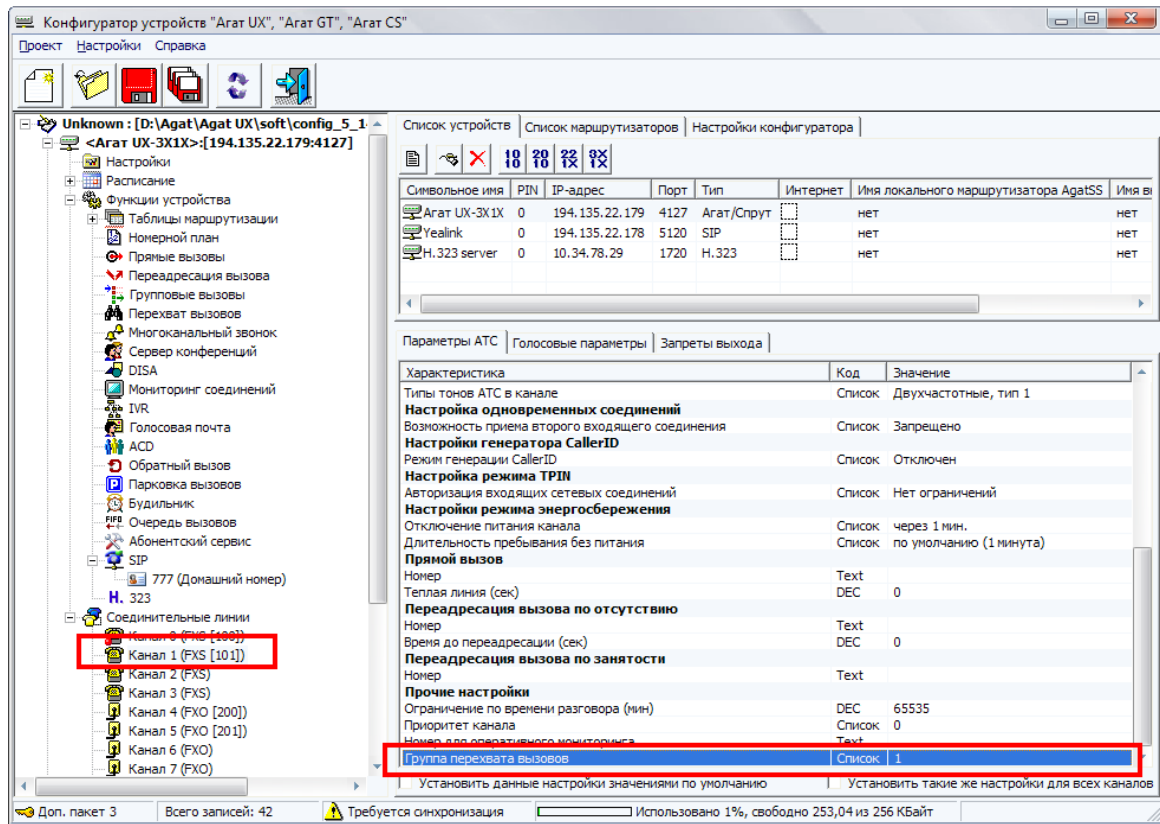 Конфигуратор устройств "Агат UX", "Агат GT", "Агат CS"
Проект Настройки Справка
Unknown : [D:\Agat\Agat UX\soft\config_5_1
<Агат UX-3X1X>:[194.135.22.179:4127]
Настройки
Расписание
Функции устройства
Таблицы маршрутизации
Номерной план
Прямые вызовы
Переадресация вызова
Групповые вызовы
Перехват вызовов
Многоканальный звонок
Сервер конференций
DISA
Мониторинг соединений
IVR
Голосовая почта
ACD
Обратный вызов
Парковка вызовов
Будильник
FIFO Очередь вызовов
Абонентский сервис
SIP
777 (Домашний номер)
H. 323
Соединительные линии
Канал 0 (FXS [100])
Канал 1 (FXS [101])
Канал 2 (FXS)
Канал 3 (FXS)
Канал 4 (FXO [200])
Канал 5 (FXO [201])
Канал 6 (FXO)
Канал 7 (FXO)
Список устройств Список маршрутизаторов Настройки конфигуратора
Символьное имя PIN IP-адрес Порт Тип Интернет Имя локального маршрутизатора AgatSS Имя в
Агат UX-3X1X 0 194.135.22.179 4127 Агат/Спрут нет нет
Yealink 0 194.135.22.178 5120 SIP нет нет
H.323 server 0 10.34.78.29 1720 H.323 нет нет
Параметры АТС Голосовые параметры Запреты выхода
Характеристика Код Значение
Типы тонов АТС в канале Список Двухчастотные, тип 1
Настройка одновременных соединений
Возможность приема второго входящего соединения Список Запрещено
Настройки генератора CallerID
Режим генерации CallerID Список Отключен
Настройка режима TPIN
Авторизация входящих сетевых соединений Список Нет ограничений
Настройки режима энергосбережения
Отключение питания канала Список через 1 мин.
Длительность пребывания без питания Список по умолчанию (1 минута)
Прямой вызов
Номер Text
Теплая линия (сек) DEC 0
Переадресация вызова по отсутствию
Номер Text
Время до переадресации (сек) DEC 0
Переадресация вызова по занятости
Номер Text
Прочие настройки
Ограничение по времени разговора (мин) DEC 65535
Приоритет канала Список 0
Номер для оперативного мониторинга Text
Группа перехвата вызовов Список 1
Установить данные настройки значениями по умолчанию Установить такие же настройки для всех каналов
Доп. пакет 3 Всего записей: 42 Требуется синхронизация Использовано 1%, свободно 253,04 из 256 КБайт